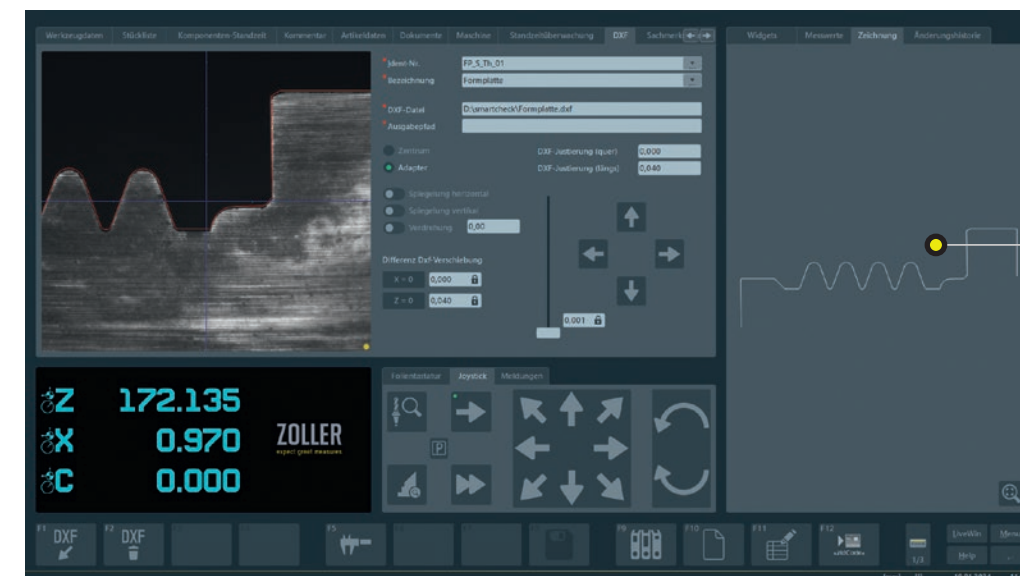 Werkzeugdaten Stückliste Komponenten-Standzeit Kommentar Artikeldaten Dokumente Maschine Standzeitüberwachung DXF Sachmerk
Widgets Messwerte Zeichnung Änderungshistorie
*Ident-Nr. FP_S_Th_01
*Bezeichnung Formplatte
*DXF-Datei D:\smartcheck\Formplatte.dxf
*Ausgabepfad
Zentrum DXF-Justierung (quer) 0,000
Adapter DXF-Justierung (längs) 0,040
Spiegelung horizontal
Spiegelung vertikal
Verdrehung 0,00
Differenz Dxf-Verschiebung
X = 0 0,000
Z = 0 0,040
0,001
Folientastatur Joystick Meldungen
Z 172.135
X 0.970
C 0.000
ZOLLER
expect great measures
P
F1 DXF
F2 DXF
F5
F9
F10
F11
F12
1/3
LiveWin Menu
Help ...